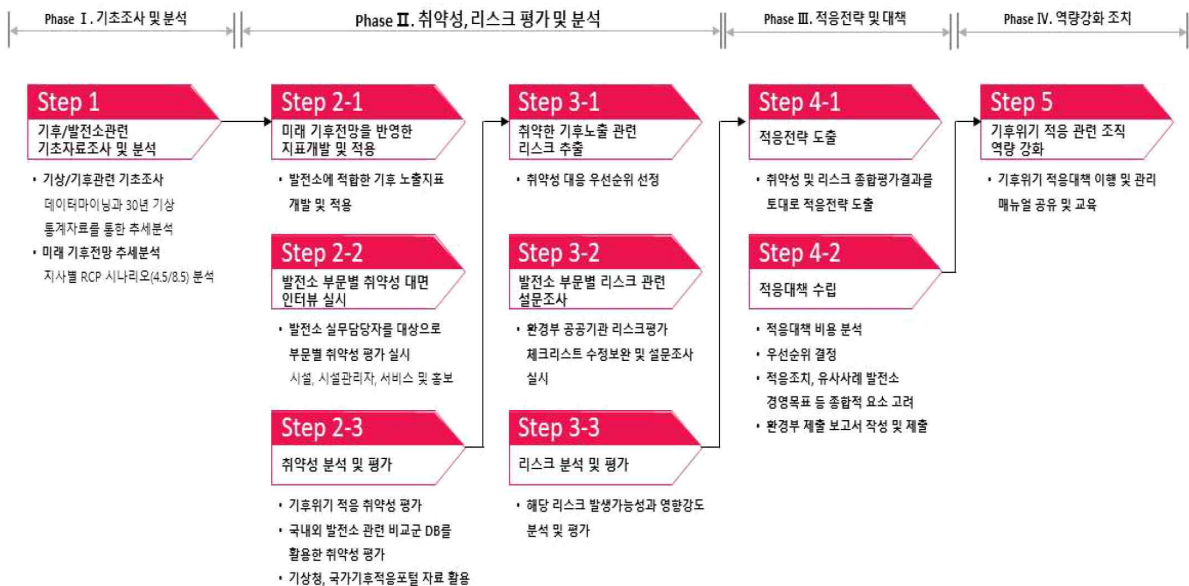 Phase Ⅰ. 기초조사 및 분석
Phase Ⅱ. 취약성, 리스크 평가 및 분석
Phase Ⅲ. 적응전략 및 대책
Phase Ⅳ. 역량강화 조치
Step 1
기후/발전소관련
기초자료조사 및 분석
• 기상/기후관련 기초조사
데이터마이닝과 30년 기상
통계자료를 통한 추세분석
• 미래 기후전망 추세분석
지사별 RCP 시나리오(4.5/8.5) 분석
Step 2-1
미래 기후전망을 반영한
지표개발 및 적용
• 발전소에 적합한 기후 노출지표
개발 및 적용
Step 2-2
발전소 부문별 취약성 대면
인터뷰 실시
• 발전소 실무담당자를 대상으로
부문별 취약성 평가 실시
시설, 시설관리자, 서비스 및 홍보
Step 2-3
취약성 분석 및 평가
• 기후위기 적응 취약성 평가
• 국내외 발전소 관련 비교군 DB를
활용한 취약성 평가
• 기상청, 국가기후적응포털 자료 활용
Step 3-1
취약한 기후노출 관련
리스크 추출
• 취약성 대응 우선순위 선정
Step 3-2
발전소 부문별 리스크 관련
설문조사
• 환경부 공공기관 리스크평가
체크리스트 수정보완 및 설문조사
실시
Step 3-3
리스크 분석 및 평가
• 해당 리스크 발생가능성과 영향강도
분석 및 평가
Step 4-1
적응전략 도출
• 취약성 및 리스크 종합평가결과를
토대로 적응전략 도출
Step 4-2
적응대책 수립
• 적응대책 비용 분석
• 우선순위 결정
• 적응조치, 유사사례 발전소
경영목표 등 종합적 요소 고려
• 환경부 제출 보고서 작성 및 제출
Step 5
기후위기 적응 관련 조직
역량 강화
• 기후위기 적응대책 이행 및 관리
매뉴얼 공유 및 교육